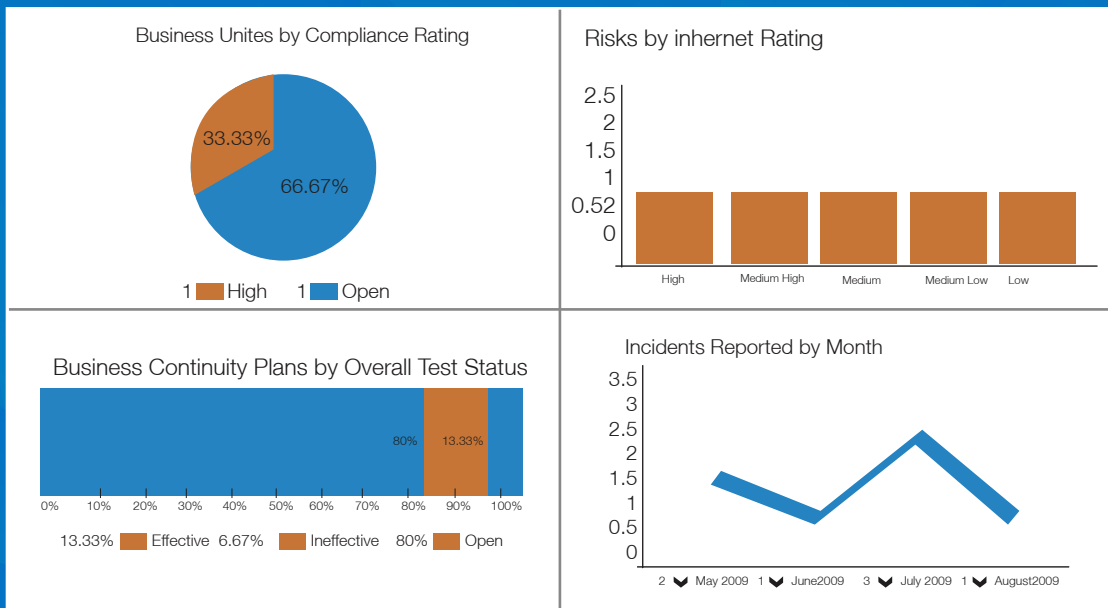 Business Unites by Compliance Rating
33.33%
66.67%
1 High 1 Open
Risks by inhernet Rating
2.5
2
1.5
1
0.52
0
High Medium High Medium Medium Low Low
Business Continuity Plans by Overall Test Status
80% 13.33%
0% 10% 20% 30% 40% 50% 60% 70% 80% 90% 100%
13.33% Effective 6.67% Ineffective 80% Open
Incidents Reported by Month
3.5
3
2.5
2
1.5
1
0.5
0
2 May 2009 1 June2009 3 July 2009 1 August2009